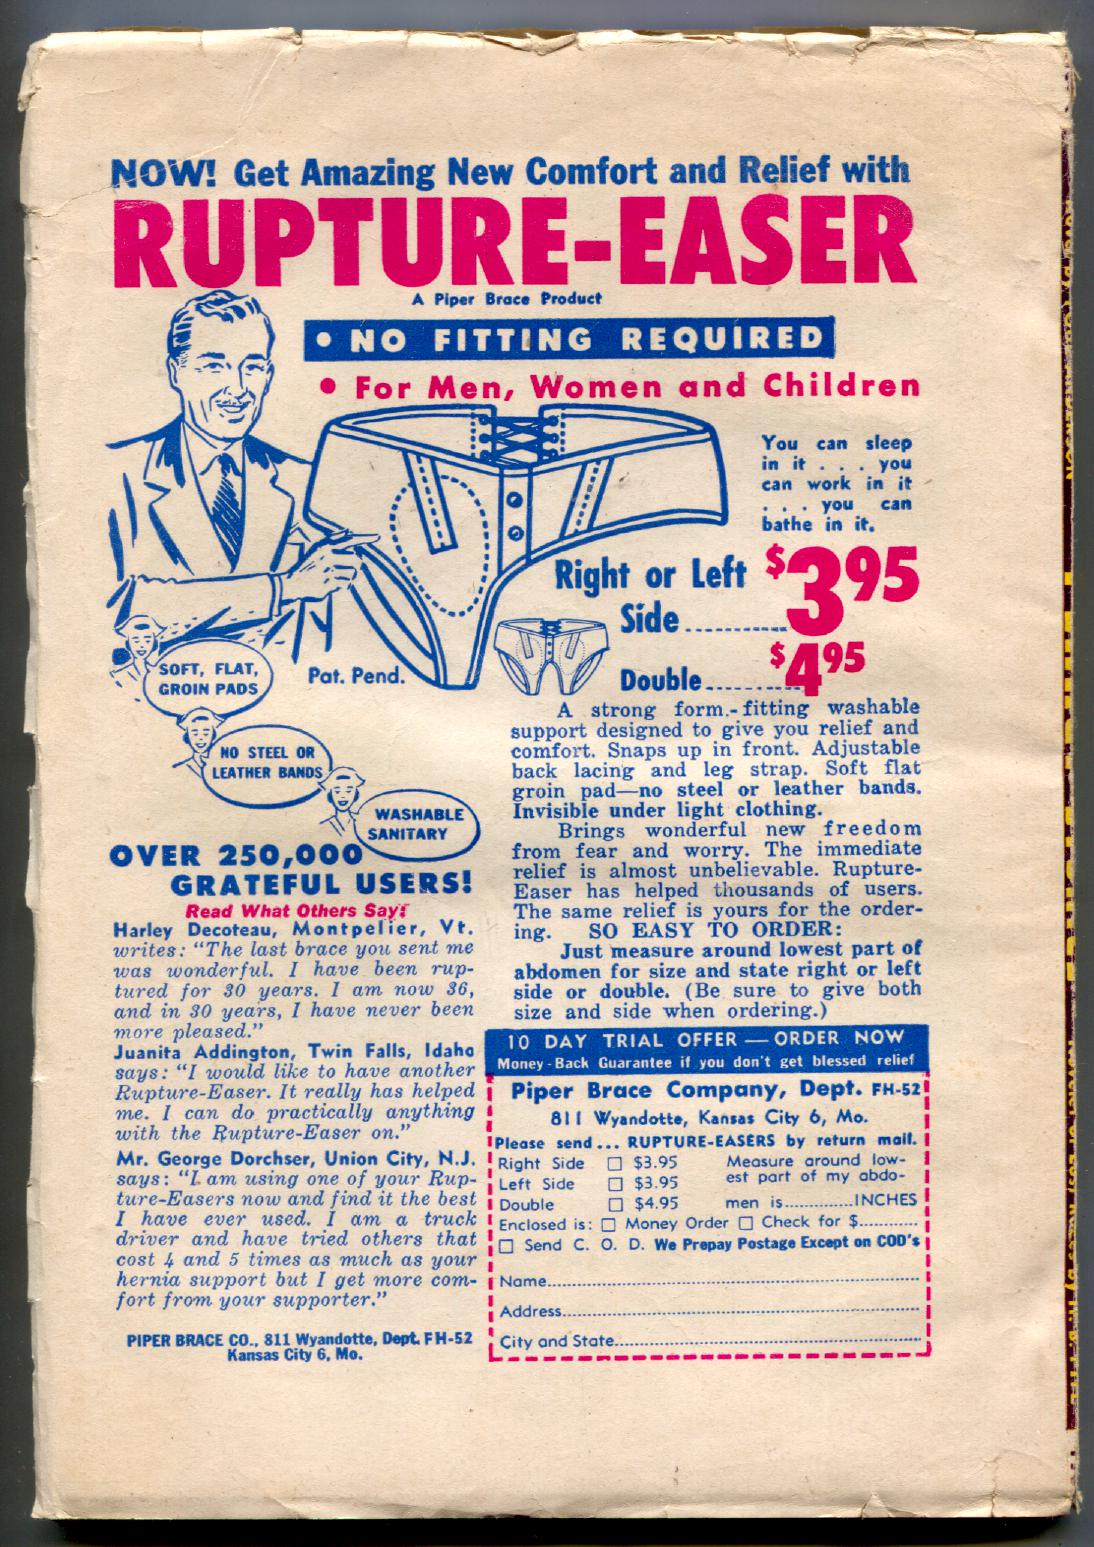 NOW! Get Amazing New Comfort and Relief with
RUPTURE-EASER
A Piper Brace Product
• NO FITTING REQUIRED
• For Men, Women and Children
You can sleep
in it . . . you
can work in it
. . . you can
bathe in it.
Right or Left
Side.......... $3.95
Double......... $4.95
Pat. Pend.
SOFT, FLAT,
GROIN PADS
NO STEEL OR
LEATHER BANDS
WASHABLE
SANITARY
OVER 250,000
GRATEFUL USERS!
Read What Others Say!
Harley Decoteau, Montpelier, Vt.
writes: “The last brace you sent me
was wonderful. I have been rup-
tured for 30 years. I am now 36,
and in 30 years, I have never been
more pleased.”
Juanita Addington, Twin Falls, Idaho
says: “I would like to have another
Rupture-Easer. It really has helped
me. I can do practically anything
with the Rupture-Easer on.”
Mr. George Dorchser, Union City, N.J.
says: “I am using one of your Rup-
ture-Easers now and find it the best
I have ever used. I am a truck
driver and have tried others that
cost 4 and 5 times as much as your
hernia support but I get more com-
fort from your supporter.”
PIPER BRACE CO., 811 Wyandotte, Dept. FH-52
Kansas City 6, Mo.
A strong form.-fitting washable
support designed to give you relief and
comfort. Snaps up in front. Adjustable
back lacing and leg strap. Soft flat
groin pad—no steel or leather bands.
Invisible under light clothing.
Brings wonderful new freedom
from fear and worry. The immediate
relief is almost unbelievable. Rupture-
Easer has helped thousands of users.
The same relief is yours for the order-
ing. SO EASY TO ORDER:
Just measure around lowest part of
abdomen for size and state right or left
side or double. (Be sure to give both
size and side when ordering.)
10 DAY TRIAL OFFER — ORDER NOW
Money-Back Guarantee if you don't get blessed relief
Piper Brace Company, Dept. FH-52
811 Wyandotte, Kansas City 6, Mo.
Please send ... RUPTURE-EASERS by return mail.
Right Side □ $3.95
Left Side □ $3.95
Double □ $4.95
Measure around low-
est part of my abdo-
men is..............INCHES
Enclosed is: □ Money Order □ Check for $............
□ Send C. O. D. We Prepay Postage Except on COD's
Name..............................
Address..............................
City and State..............................